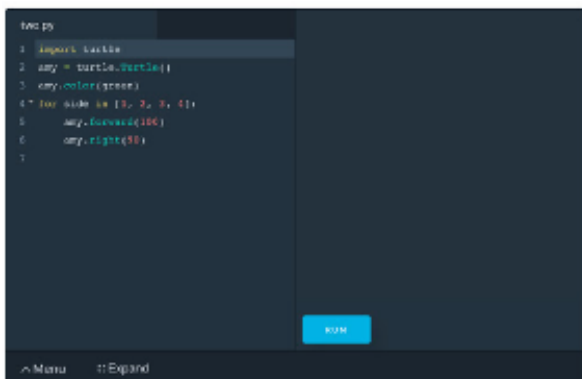 two.py
1 import turtle
2 amy = turtle.Turtle()
3 amy.color(green)
4 for side in [1, 2, 3, 4]:
5 amy.forward(100)
6 amy.right(90)
7
RUN
Menu
Expand